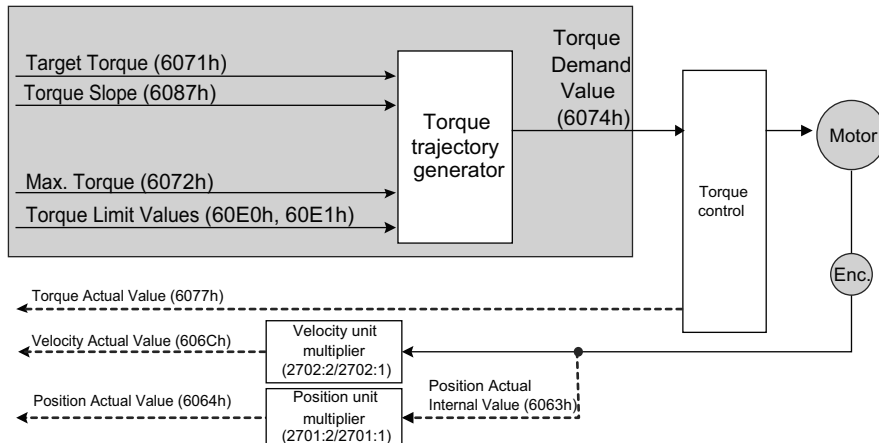 Target Torque (6071h)
Torque Slope (6087h)
Max. Torque (6072h)
Torque Limit Values (60E0h, 60E1h)
Torque
trajectory
generator
Torque
Demand
Value
(6074h)
Torque
control
Motor
Enc.
Torque Actual Value (6077h)
Velocity Actual Value (606Ch)
Velocity unit
multiplier
(2702:2/2702:1)
Position Actual
Internal Value (6063h)
Position Actual Value (6064h)
Position unit
multiplier
(2701:2/2701:1)